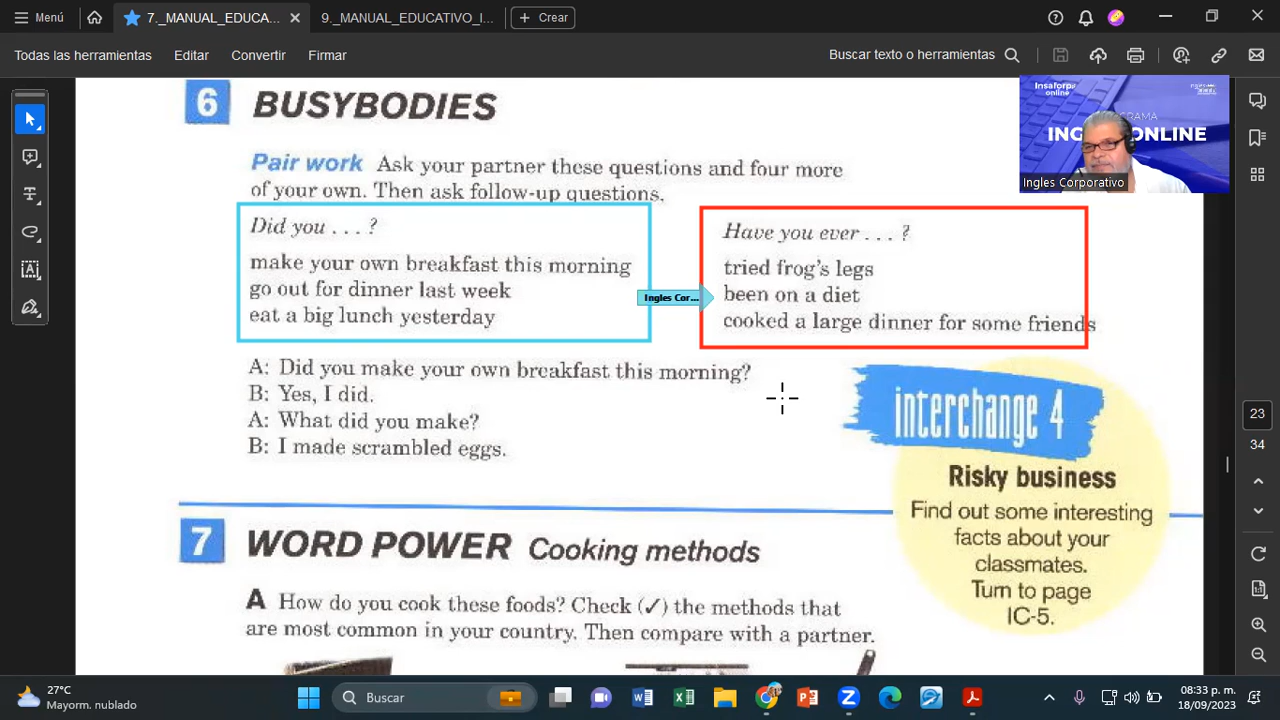 Menú
7._MANUAL_EDUCA...
9._MANUAL_EDUCATIVO_I...
Crear
Todas las herramientas
Editar
Convertir
Firmar
Buscar texto o herramientas
6 BUSYBODIES
Pair work Ask your partner these questions and four more
of your own. Then ask follow-up questions.
Did you . . . ?
make your own breakfast this morning
go out for dinner last week
eat a big lunch yesterday
Ingles Cor...
Have you ever . . . ?
tried frog's legs
been on a diet
cooked a large dinner for some friends
A: Did you make your own breakfast this morning?
B: Yes, I did.
A: What did you make?
B: I made scrambled eggs.
interchange 4
Risky business
Find out some interesting
facts about your
classmates.
Turn to page
IC-5.
7 WORD POWER Cooking methods
A How do you cook these foods? Check (✓) the methods that
are most common in your country. Then compare with a partner.
Insaforp
online
INGLES ONLINE
Ingles Corporativo
23
34
27°C
Mayorm. nublado
Buscar
08:33 p. m.
18/09/2023